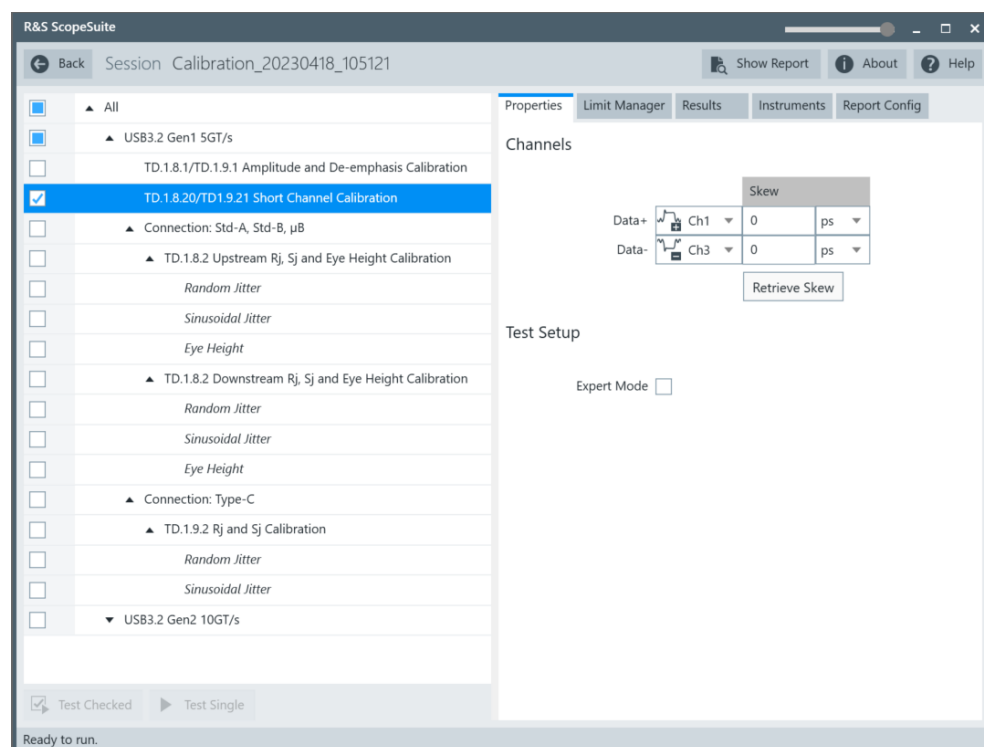 R&S ScopeSuite
Back Session Calibration_20230418_105121 Show Report About Help
All
USB3.2 Gen1 5GT/s
TD.1.8.1/TD.1.9.1 Amplitude and De-emphasis Calibration
TD.1.8.20/TD1.9.21 Short Channel Calibration
Connection: Std-A, Std-B, μB
TD.1.8.2 Upstream Rj, Sj and Eye Height Calibration
Random Jitter
Sinusoidal Jitter
Eye Height
TD.1.8.2 Downstream Rj, Sj and Eye Height Calibration
Random Jitter
Sinusoidal Jitter
Eye Height
Connection: Type-C
TD.1.9.2 Rj and Sj Calibration
Random Jitter
Sinusoidal Jitter
USB3.2 Gen2 10GT/s
Test Checked Test Single
Properties Limit Manager Results Instruments Report Config
Channels
Skew
Data+ Ch1 0 ps
Data- Ch3 0 ps
Retrieve Skew
Test Setup
Expert Mode
Ready to run.